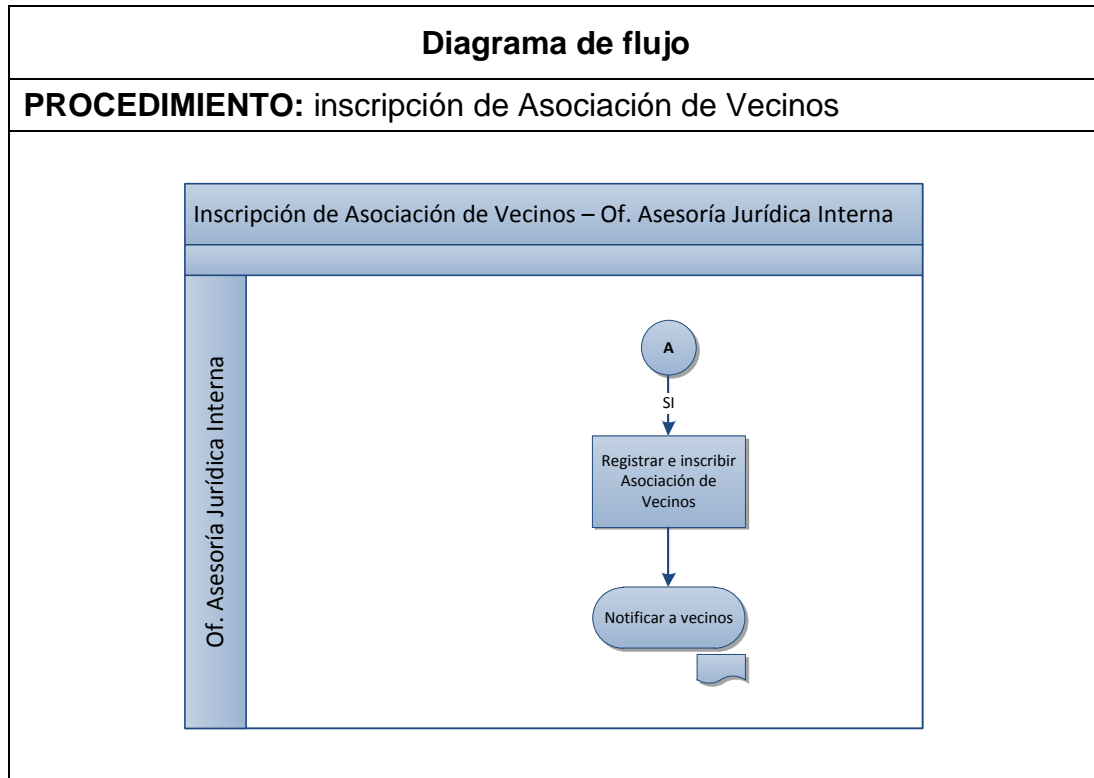 Diagrama de flujo
PROCEDIMIENTO: inscripción de Asociación de Vecinos
Inscripción de Asociación de Vecinos – Of. Asesoría Jurídica Interna
Of. Asesoría Jurídica Interna
A
SI
Registrar e inscribir
Asociación de
Vecinos
Notificar a vecinos